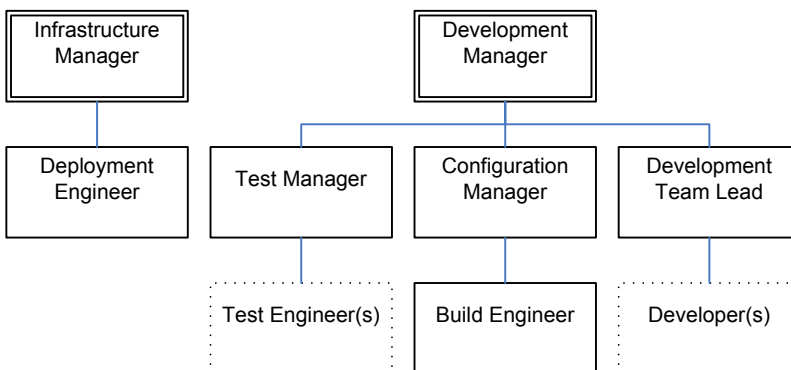 Infrastructure
Manager
Development
Manager
Deployment
Engineer
Test Manager
Configuration
Manager
Development
Team Lead
Test Engineer(s)
Build Engineer
Developer(s)